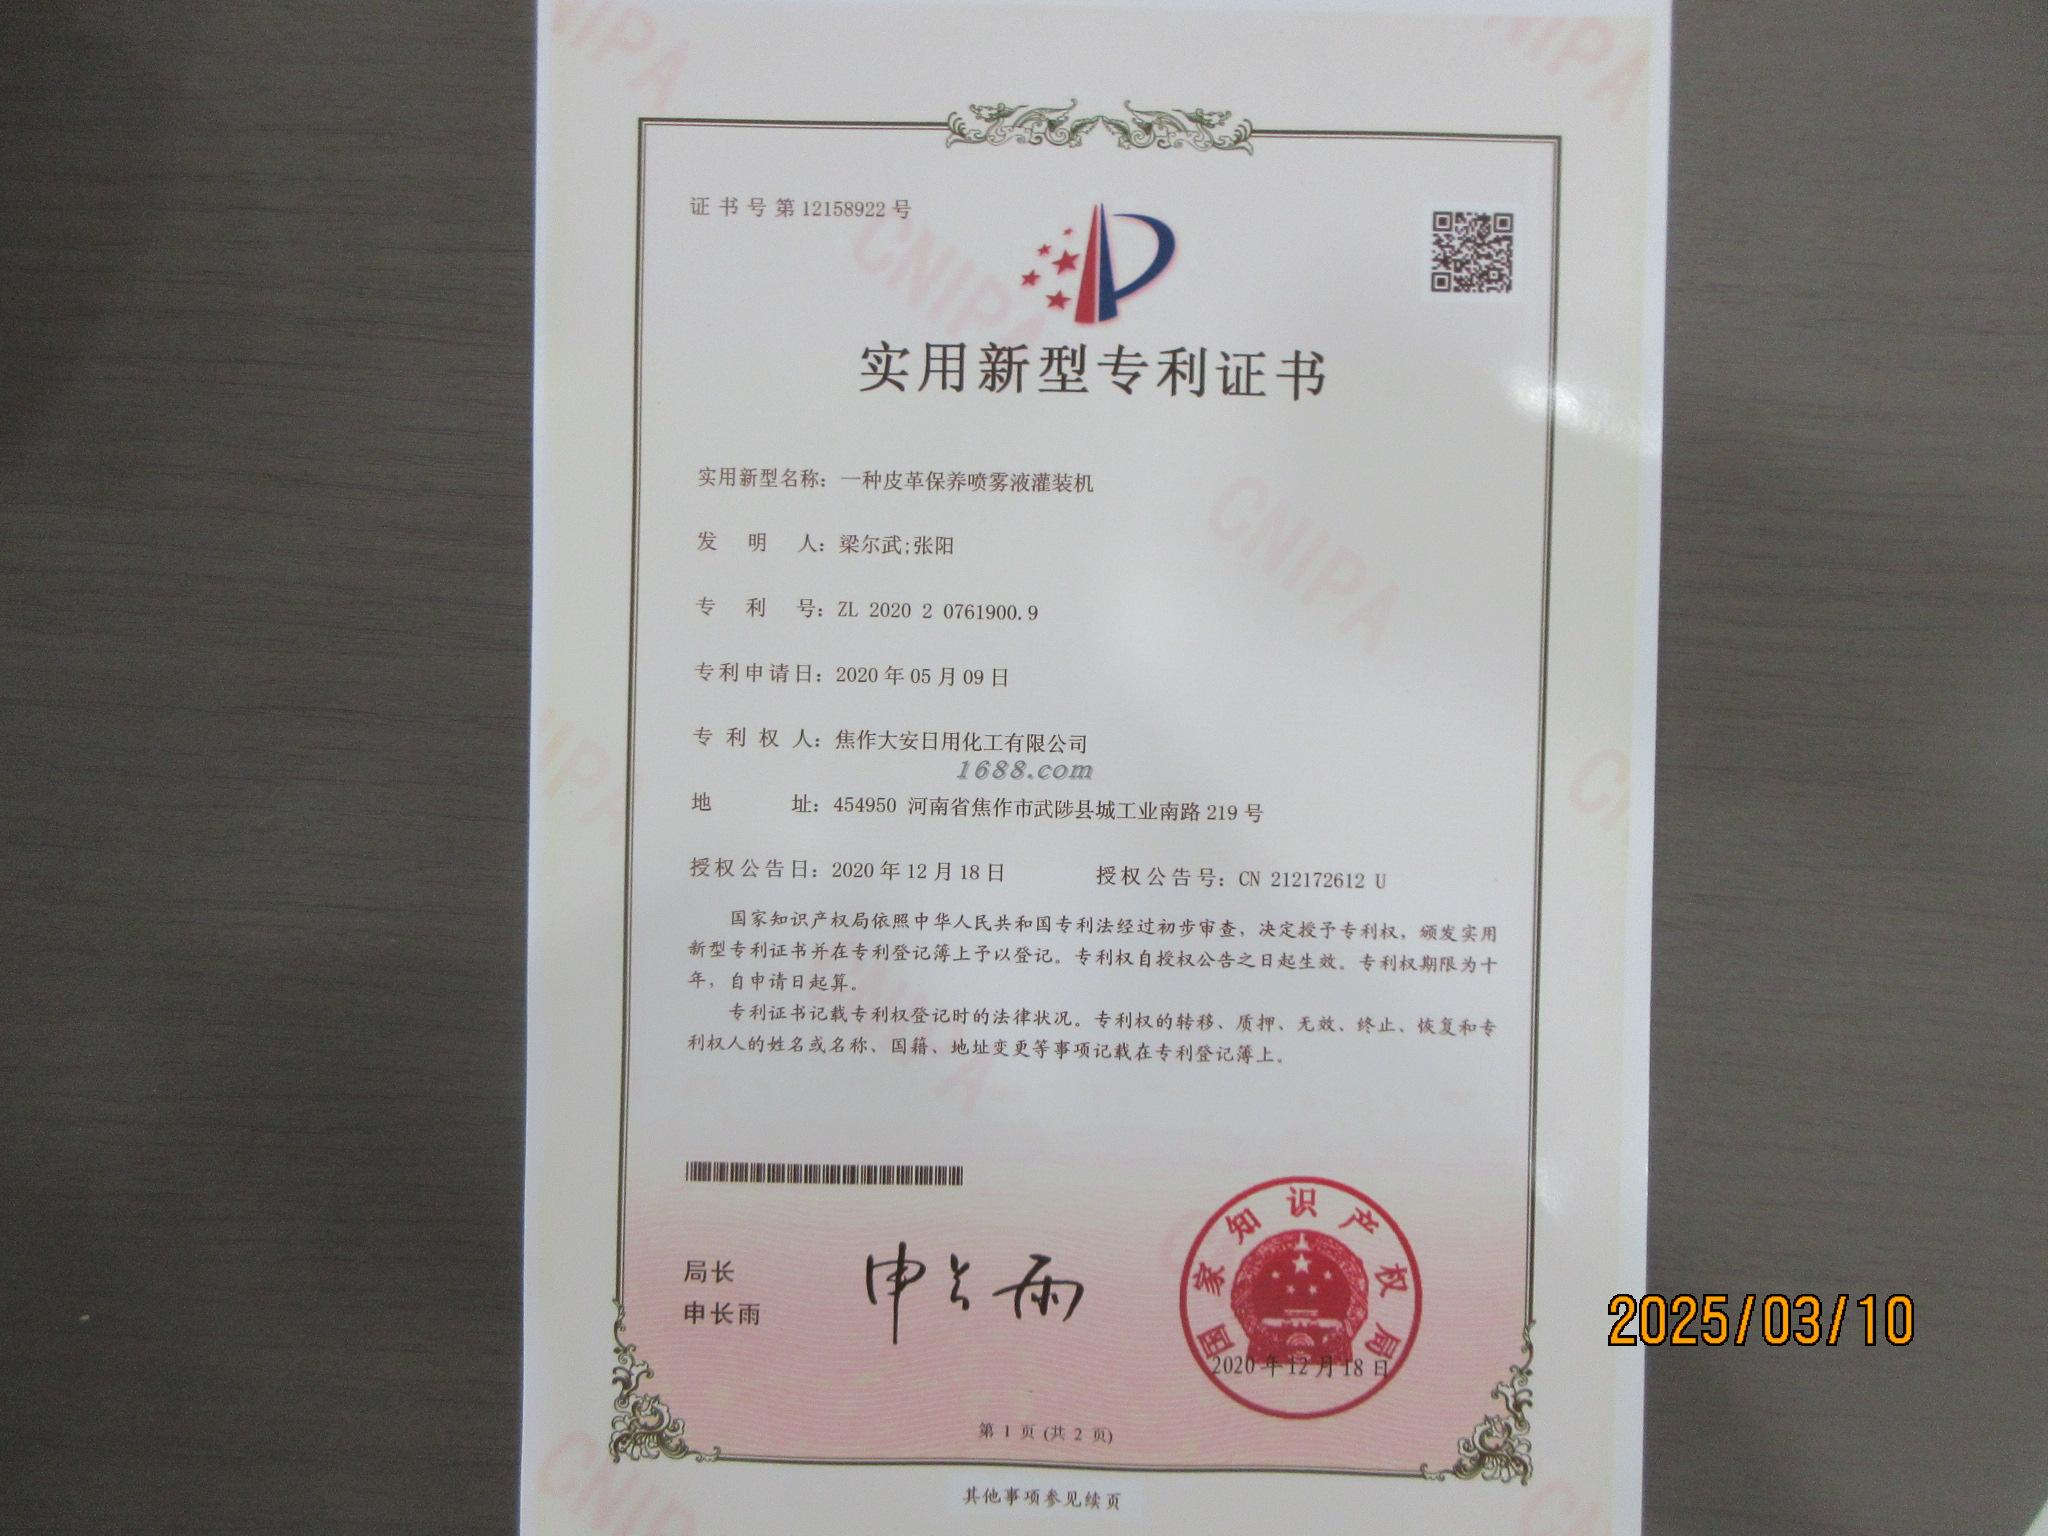 证书号第12158922号
实用新型专利证书
实用新型名称：一种皮革保养喷雾液灌装机
发明人：梁尔武;张阳
专利号：ZL 2020 2 0761900.9
专利申请日：2020年05月09日
专利权人：焦作大安日用化工有限公司
1688.com
地址：454950 河南省焦作市武陟县城工业南路219号
授权公告日：2020年12月18日 授权公告号：CN 212172612 U
国家知识产权局依照中华人民共和国专利法经过初步审查，决定授予专利权，颁发实用
新型专利证书并在专利登记簿上予以登记。专利权自授权公告之日起生效。专利权期限为十
年，自申请日起算。
专利证书记载专利权登记时的法律状况。专利权的转移、质押、无效、终止、恢复和专
利权人的姓名或名称、国籍、地址变更等事项记载在专利登记簿上。
局长
申长雨
申长雨
国家知识产权局
2020年12月18日
2025/03/10
第 1 页 (共 2 页)
其他事项参见续页
CNIPA
CNIPA
CNIPA
CNIPA